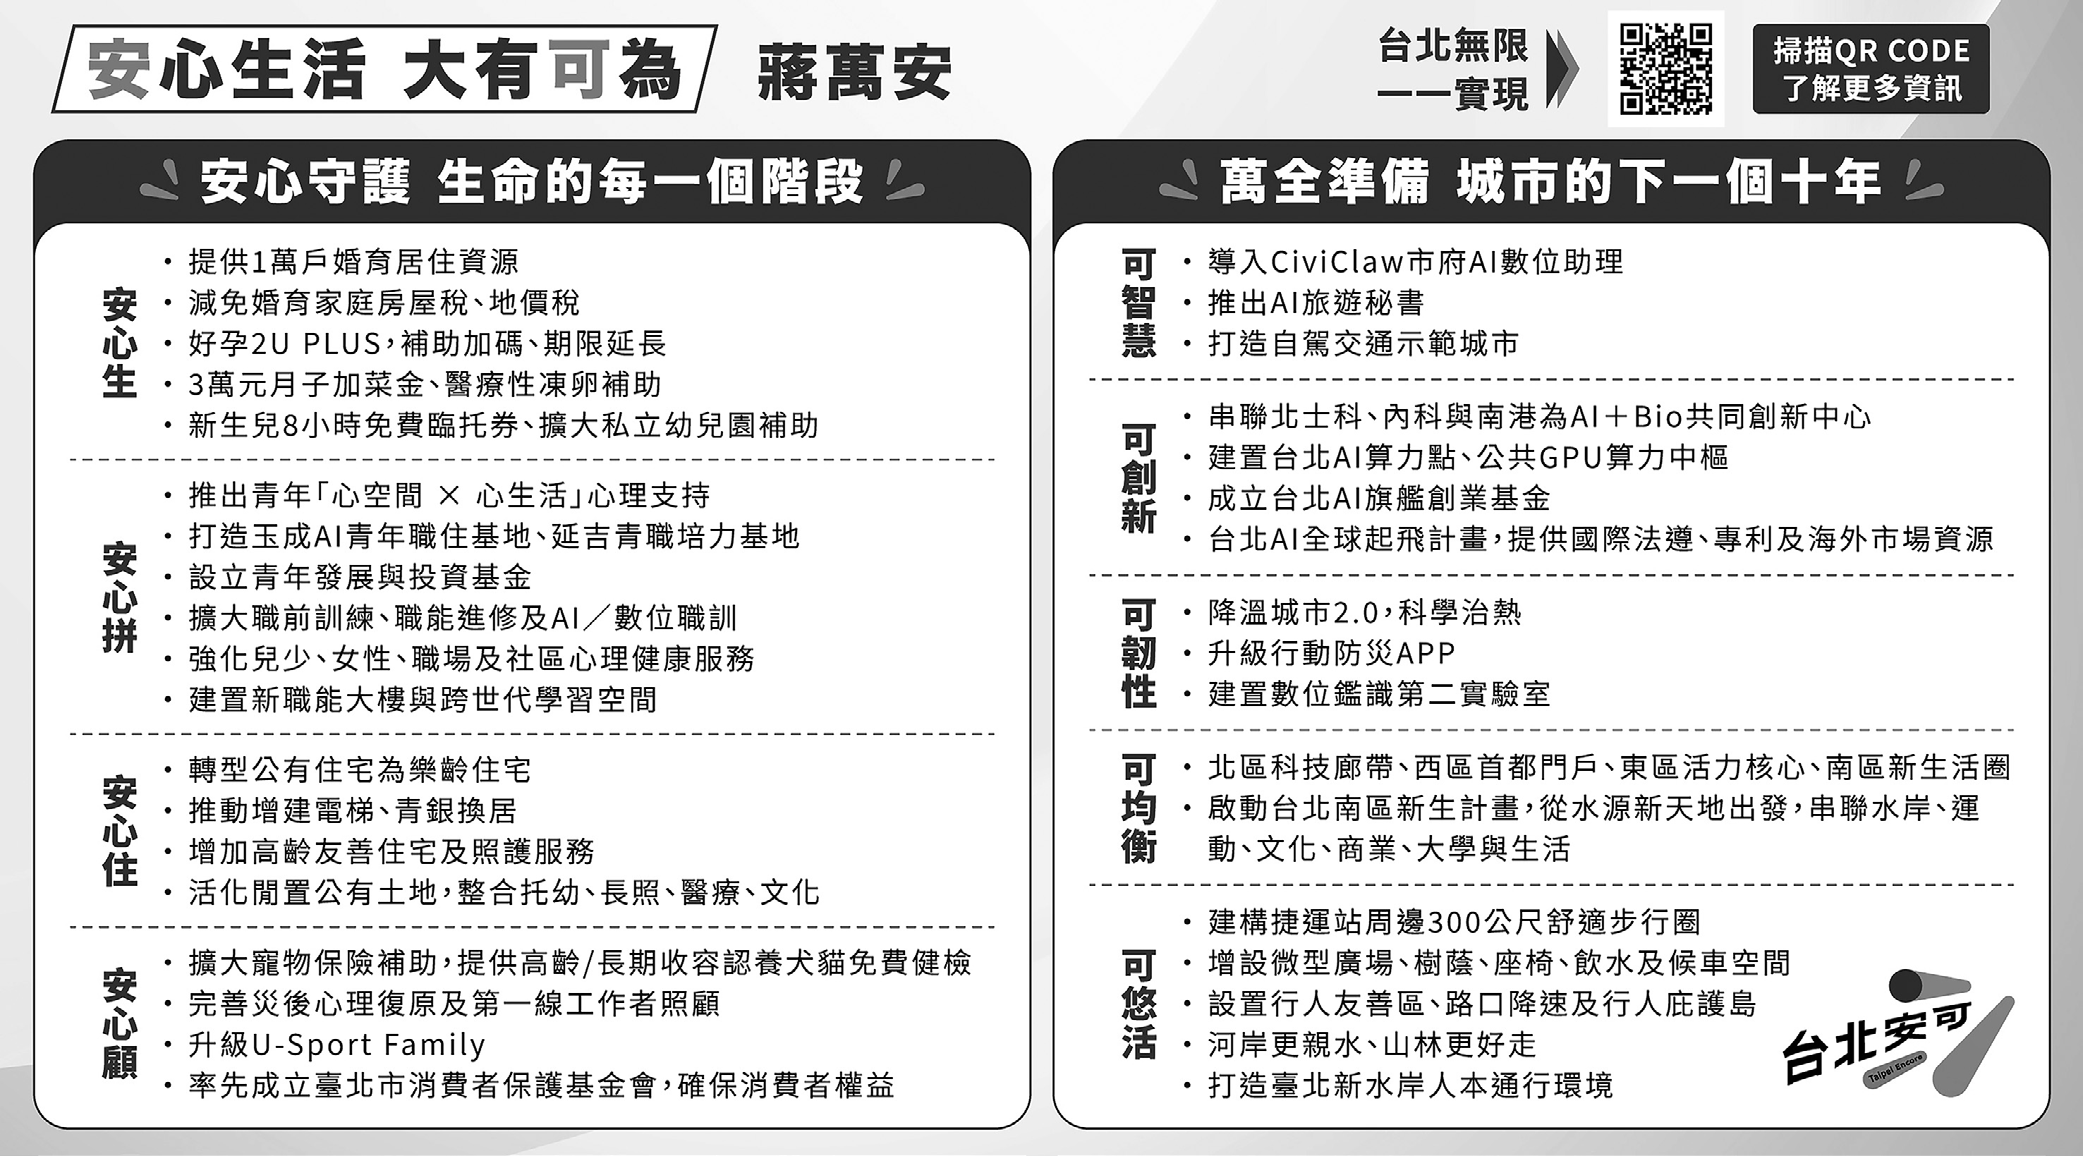 安心生活 大有可為 蔣萬安
台北無限
一一實現
掃描QR CODE
了解更多資訊
安心守護 生命的每一個階段
安心生
・提供1萬戶婚育居住資源
・減免婚育家庭房屋稅、地價稅
・好孕2U PLUS,補助加碼、期限延長
・3萬元月子加菜金、醫療性凍卵補助
・新生兒8小時免費臨托券、擴大私立幼兒園補助
安心拼
・推出青年「心空間 × 心生活」心理支持
・打造玉成AI青年職住基地、延吉青職培力基地
・設立青年發展與投資基金
・擴大職前訓練、職能進修及AI/數位職訓
・強化兒少、女性、職場及社區心理健康服務
・建置新職能大樓與跨世代學習空間
安心住
・轉型公有住宅為樂齡住宅
・推動增建電梯、青銀換居
・增加高齡友善住宅及照護服務
・活化閒置公有土地,整合托幼、長照、醫療、文化
安心顧
・擴大寵物保險補助,提供高齡/長期收容認養犬貓免費健檢
・完善災後心理復原及第一線工作者照顧
・升級U-Sport Family
・率先成立臺北市消費者保護基金會,確保消費者權益
萬全準備 城市的下一個十年
可智慧
・導入CiviClaw市府AI數位助理
・推出AI旅遊秘書
・打造自駕交通示範城市
可創新
・串聯北士科、內科與南港為AI+Bio共同創新中心
・建置台北AI算力點、公共GPU算力中樞
・成立台北AI旗艦創業基金
・台北AI全球起飛計畫,提供國際法遵、專利及海外市場資源
可韌性
・降溫城市2.0,科學治熱
・升級行動防災APP
・建置數位鑑識第二實驗室
可均衡
・北區科技廊帶、西區首都門戶、東區活力核心、南區新生活圈
・啟動台北南區新生計畫,從水源新天地出發,串聯水岸、運
動、文化、商業、大學與生活
可悠活
・建構捷運站周邊300公尺舒適步行圈
・增設微型廣場、樹蔭、座椅、飲水及候車空間
・設置行人友善區、路口降速及行人庇護島
・河岸更親水、山林更好走
・打造臺北新水岸人本通行環境
台北安可
Taipei Encore